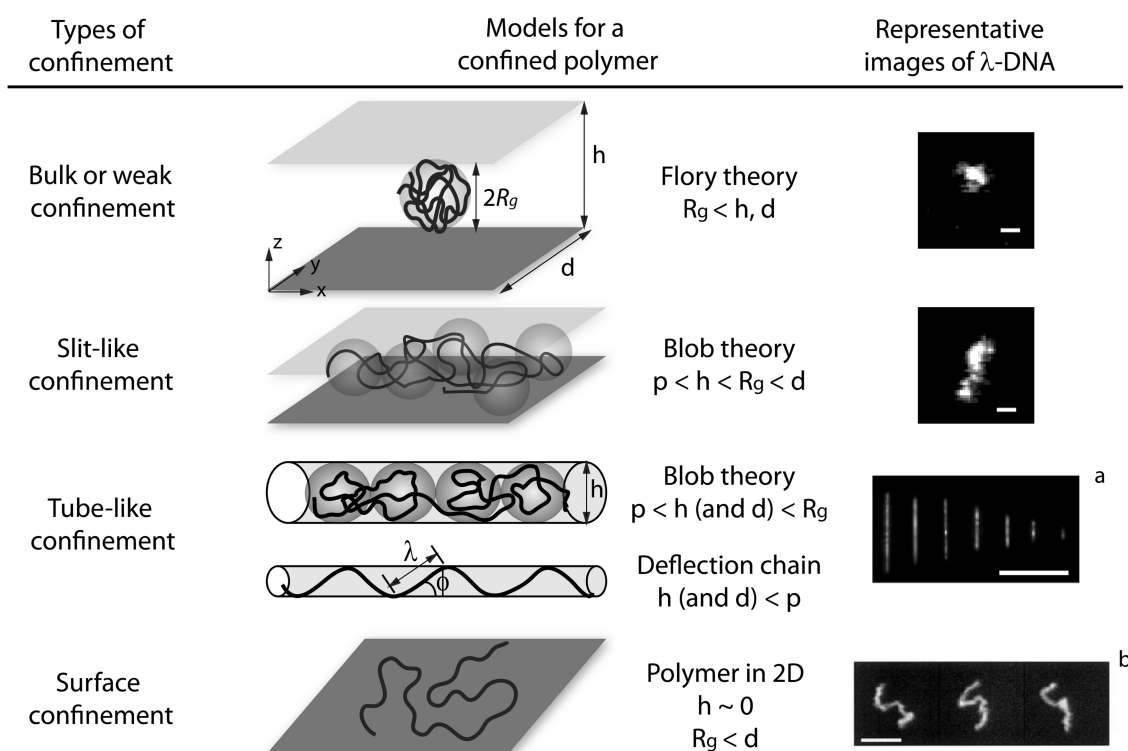 Types of
confinement
Models for a
confined polymer
Representative
images of λ-DNA
Bulk or weak
confinement
h
2Rg
z
y
x
d
Flory theory
Rg < h, d
Slit-like
confinement
Blob theory
p < h < Rg < d
Tube-like
confinement
h
Blob theory
p < h (and d) < Rg
a
λ
ϕ
Deflection chain
h (and d) < p
Surface
confinement
Polymer in 2D
h ~ 0
Rg < d
b